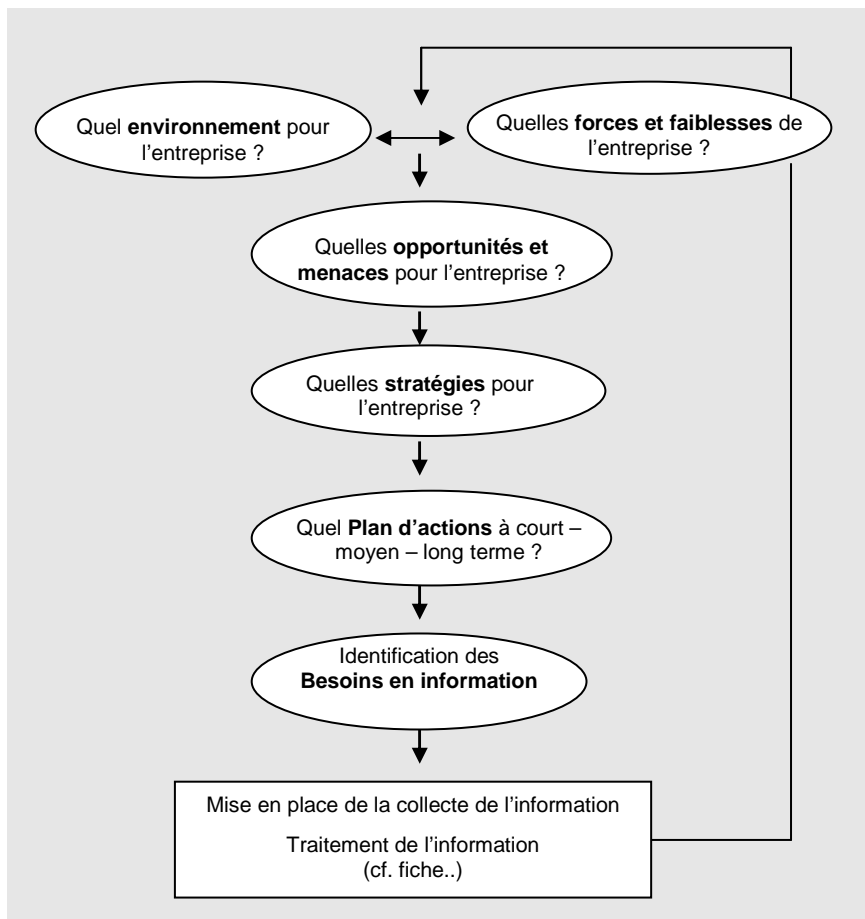 Quel environnement pour
l'entreprise ?
Quelles forces et faiblesses de
l'entreprise ?
Quelles opportunités et
menaces pour l'entreprise ?
Quelles stratégies pour
l'entreprise ?
Quel Plan d'actions à court –
moyen – long terme ?
Identification des
Besoins en information
Mise en place de la collecte de l'information
Traitement de l'information
(cf. fiche..)